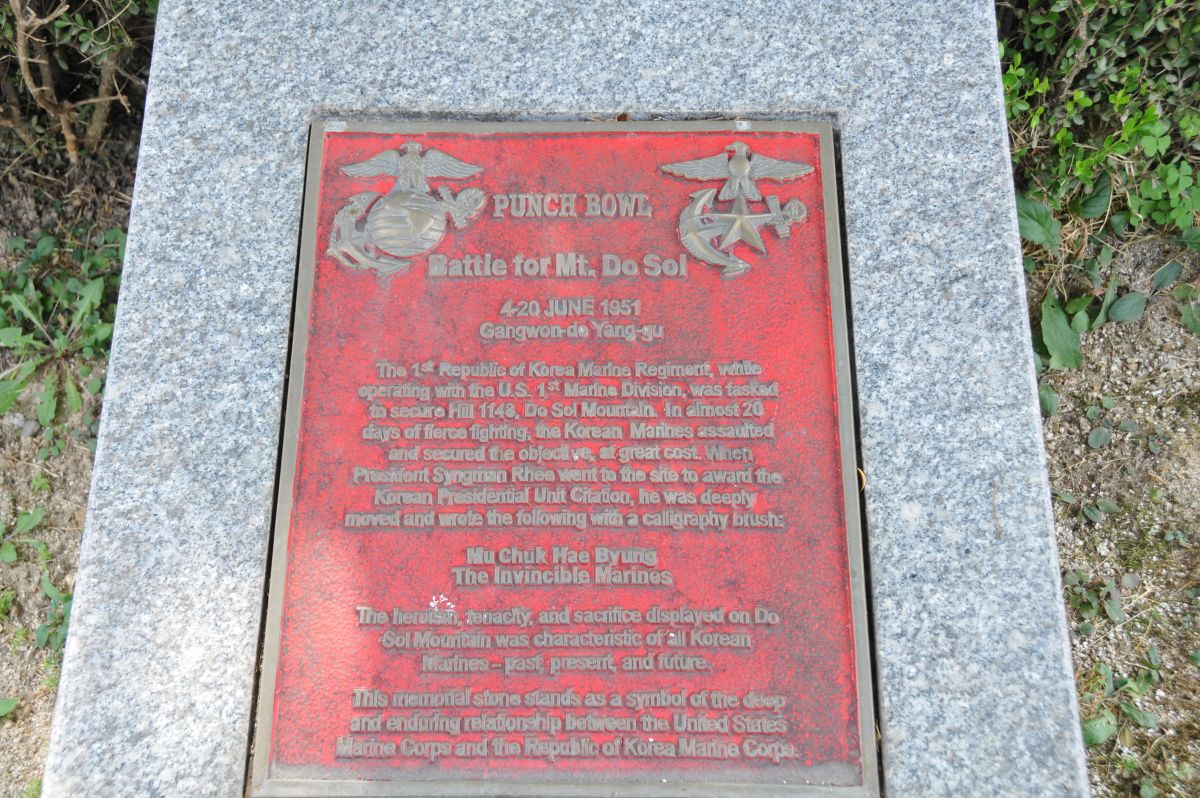 PUNCH BOWL
Battle for Mt. Do Sol
4-20 JUNE 1951
Gangwon-do Yang-gu
The 1st Republic of Korea Marine Regiment, while
operating with the U.S. 1st Marine Division, was tasked
to secure Hill 1148, Do Sol Mountain. In almost 20
days of fierce fighting, the Korean Marines assaulted
and secured the objective, at great cost. When
President Syngman Rhee went to the site to award the
Korean Presidential Unit Citation, he was deeply
moved and wrote the following with a calligraphy brush:
Mu Chuk Hae Byung
The Invincible Marines
The heroism, tenacity, and sacrifice displayed on Do
Sol Mountain was characteristic of all Korean
Marines – past, present, and future.
This memorial stone stands as a symbol of the deep
and enduring relationship between the United States
Marine Corps and the Republic of Korea Marine Corps.